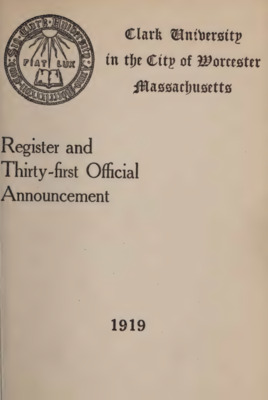 FIAT LUX
Clark University
in the City of Worcester
Massachusetts
Register and
Thirty-first Official
Announcement
1919